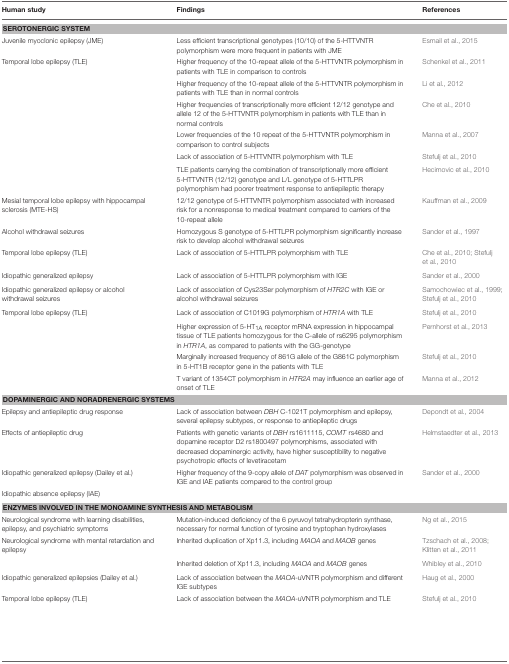 Human study Findings References
SEROTONERGIC SYSTEM
Juvenile myoclonic epilepsy (JME) Less efficient transcriptional genotypes (10/10) of the 5-HTTVNTR Esmail et al., 2015
polymorphism were more frequent in patients with JME
Temporal lobe epilepsy (TLE) Higher frequency of the 10-repeat allele of the 5-HTTVNTR polymorphism in Schenkel et al., 2011
patients with TLE in comparison to controls
Higher frequency of the 10-repeat allele of the 5-HTTVNTR polymorphism in Li et al., 2012
patients with TLE than in normal controls
Higher frequencies of transcriptionally more efficient 12/12 genotype and Che et al., 2010
allele 12 of the 5-HTTVNTR polymorphism in patients with TLE than in
normal controls
Lower frequencies of the 10 repeat of the 5-HTTVNTR polymorphism in Manna et al., 2007
comparison to control subjects
Lack of association of 5-HTTVNTR polymorphism with TLE Stefulj et al., 2010
TLE patients carrying the combination of transcriptionally more efficient Hecimovic et al., 2010
5-HTTVNTR (12/12) genotype and L/L genotype of 5-HTTLPR
polymorphism had poorer treatment response to antiepileptic therapy
Mesial temporal lobe epilepsy with hippocampal 12/12 genotype of 5-HTTVNTR polymorphism associated with increased Kauffman et al., 2009
sclerosis (MTE-HS) risk for a nonresponse to medical treatment compared to carriers of the
10-repeat allele
Alcohol withdrawal seizures Homozygous S genotype of 5-HTTLPR polymorphism significantly increase Sander et al., 1997
risk to develop alcohol withdrawal seizures
Temporal lobe epilepsy (TLE) Lack of association of 5-HTTLPR polymorphism with TLE Che et al., 2010; Stefulj
et al., 2010
Idiopathic generalized epilepsy Lack of association of 5-HTTLPR polymorphism with IGE Sander et al., 2000
Idiopathic generalized epilepsy or alcohol Lack of association of Cys23Ser polymorphism of HTR2C with IGE or Samochowiec et al., 1999;
withdrawal seizures alcohol withdrawal seizures Stefulj et al., 2010
Temporal lobe epilepsy (TLE) Lack of association of C1019G polymorphism of HTR1A with TLE Stefulj et al., 2010
Higher expression of 5-HT1A receptor mRNA expression in hippocampal Pernhorst et al., 2013
tissue of TLE patients homozygous for the C-allele of rs6295 polymorphism
in HTR1A, as compared to patients with the GG-genotype
Marginally increased frequency of 861G allele of the G861C polymorphism Stefulj et al., 2010
in 5-HT1B receptor gene in the patients with TLE
T variant of 1354CT polymorphism in HTR2A may influence an earlier age of Manna et al., 2012
onset of TLE
DOPAMINERGIC AND NORADRENERGIC SYSTEMS
Epilepsy and antiepileptic drug response Lack of association between DBH C-1021T polymorphism and epilepsy, Depondt et al., 2004
several epilepsy subtypes, or response to antiepileptic drugs
Effects of antiepileptic drug Patients with genetic variants of DBH rs1611115, COMT rs4680 and Helmstaedter et al., 2013
dopamine receptor D2 rs1800497 polymorphisms, associated with
decreased dopaminergic activity, have higher susceptibility to negative
psychotropic effects of levetiracetam
Idiopathic generalized epilepsy (Dailey et al.) Higher frequency of the 9-copy allele of DAT polymorphism was observed in Sander et al., 2000
IGE and IAE patients compared to the control group
Idiopathic absence epilepsy (IAE)
ENZYMES INVOLVED IN THE MONOAMINE SYNTHESIS AND METABOLISM
Neurological syndrome with learning disabilities, Mutation-induced deficiency of the 6 pyruvoyl tetrahydropterin synthase, Ng et al., 2015
epilepsy, and psychiatric symptoms necessary for normal function of tyrosine and tryptophan hydroxylases
Neurological syndrome with mental retardation and Inherited duplication of Xp11.3, including MAOA and MAOB genes Tzschach et al., 2008;
epilepsy Klitten et al., 2011
Inherited deletion of Xp11.3, including MAOA and MAOB genes Whibley et al., 2010
Idiopathic generalized epilepsies (Dailey et al.) Lack of association between the MAOA-uVNTR polymorphism and different Haug et al., 2000
IGE subtypes
Temporal lobe epilepsy (TLE) Lack of association between the MAOA-uVNTR polymorphism and TLE Stefulj et al., 2010